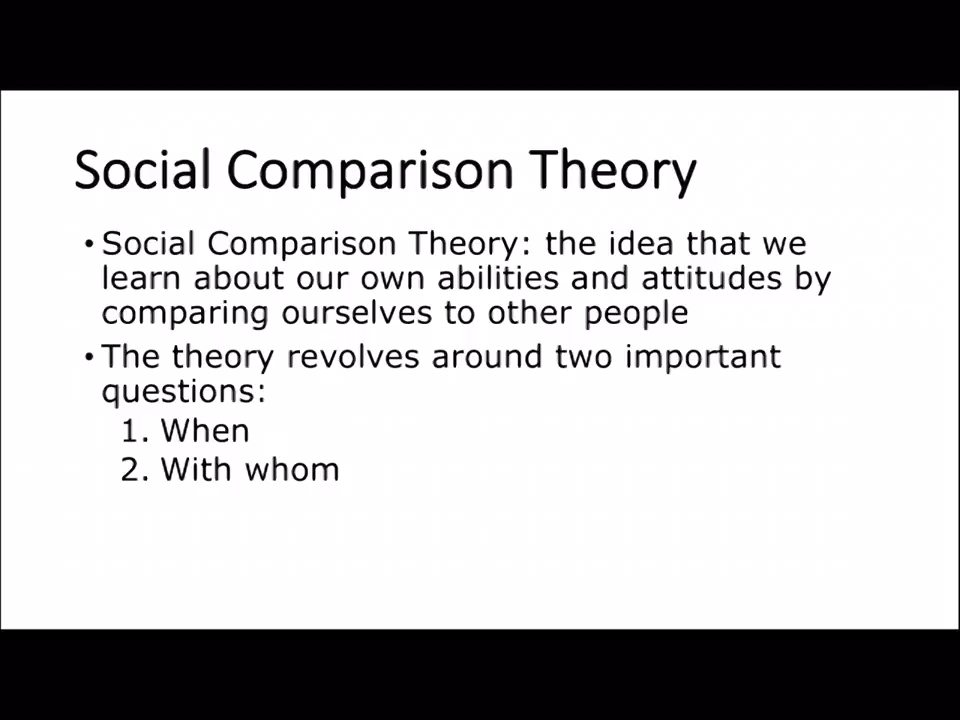 Social Comparison Theory
• Social Comparison Theory: the idea that we
learn about our own abilities and attitudes by
comparing ourselves to other people
• The theory revolves around two important
questions:
1. When
2. With whom